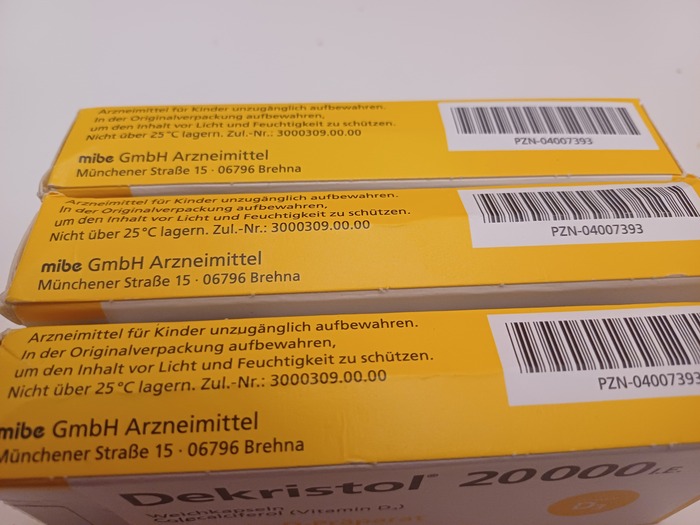 Arzneimittel für Kinder unzugänglich aufbewahren.
In der Originalverpackung aufbewahren,
um den Inhalt vor Licht und Feuchtigkeit zu schützen.
Nicht über 25°C lagern. Zul.-Nr.: 3000309.00.00
mibe GmbH Arzneimittel
Münchener Straße 15 · 06796 Brehna
PZN-04007393
Arzneimittel für Kinder unzugänglich aufbewahren.
In der Originalverpackung aufbewahren,
um den Inhalt vor Licht und Feuchtigkeit zu schützen.
Nicht über 25°C lagern. Zul.-Nr.: 3000309.00.00
mibe GmbH Arzneimittel
Münchener Straße 15 · 06796 Brehna
PZN-04007393
Arzneimittel für Kinder unzugänglich aufbewahren.
In der Originalverpackung aufbewahren,
um den Inhalt vor Licht und Feuchtigkeit zu schützen.
Nicht über 25°C lagern. Zul.-Nr.: 3000309.00.00
mibe GmbH Arzneimittel
Münchener Straße 15 · 06796 Brehna
PZN-04007393
Dekristol® 20000 I.E.
Weichkapseln
Colecalciferol (Vitamin D₃)
D₃